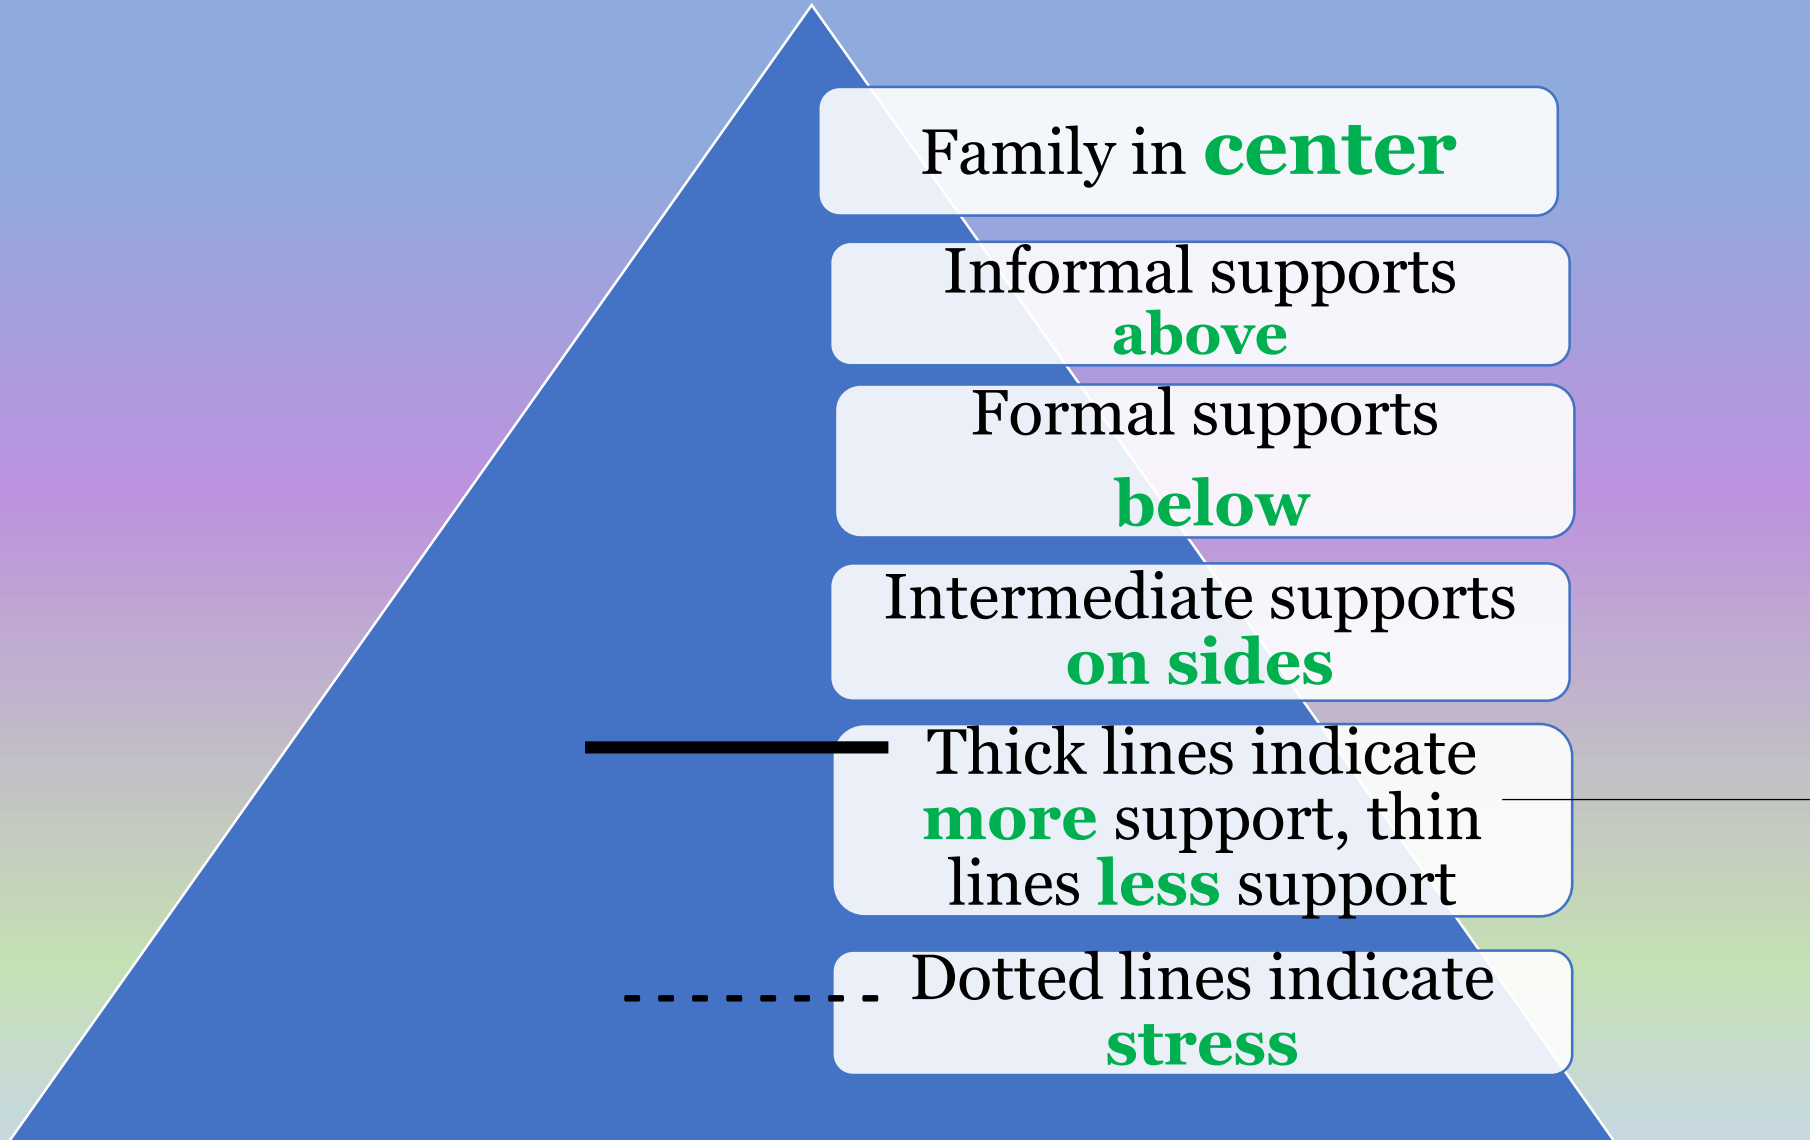 Family in center
Informal supports
above
Formal supports
below
Intermediate supports
on sides
Thick lines indicate
more support, thin
lines less support
Dotted lines indicate
stress